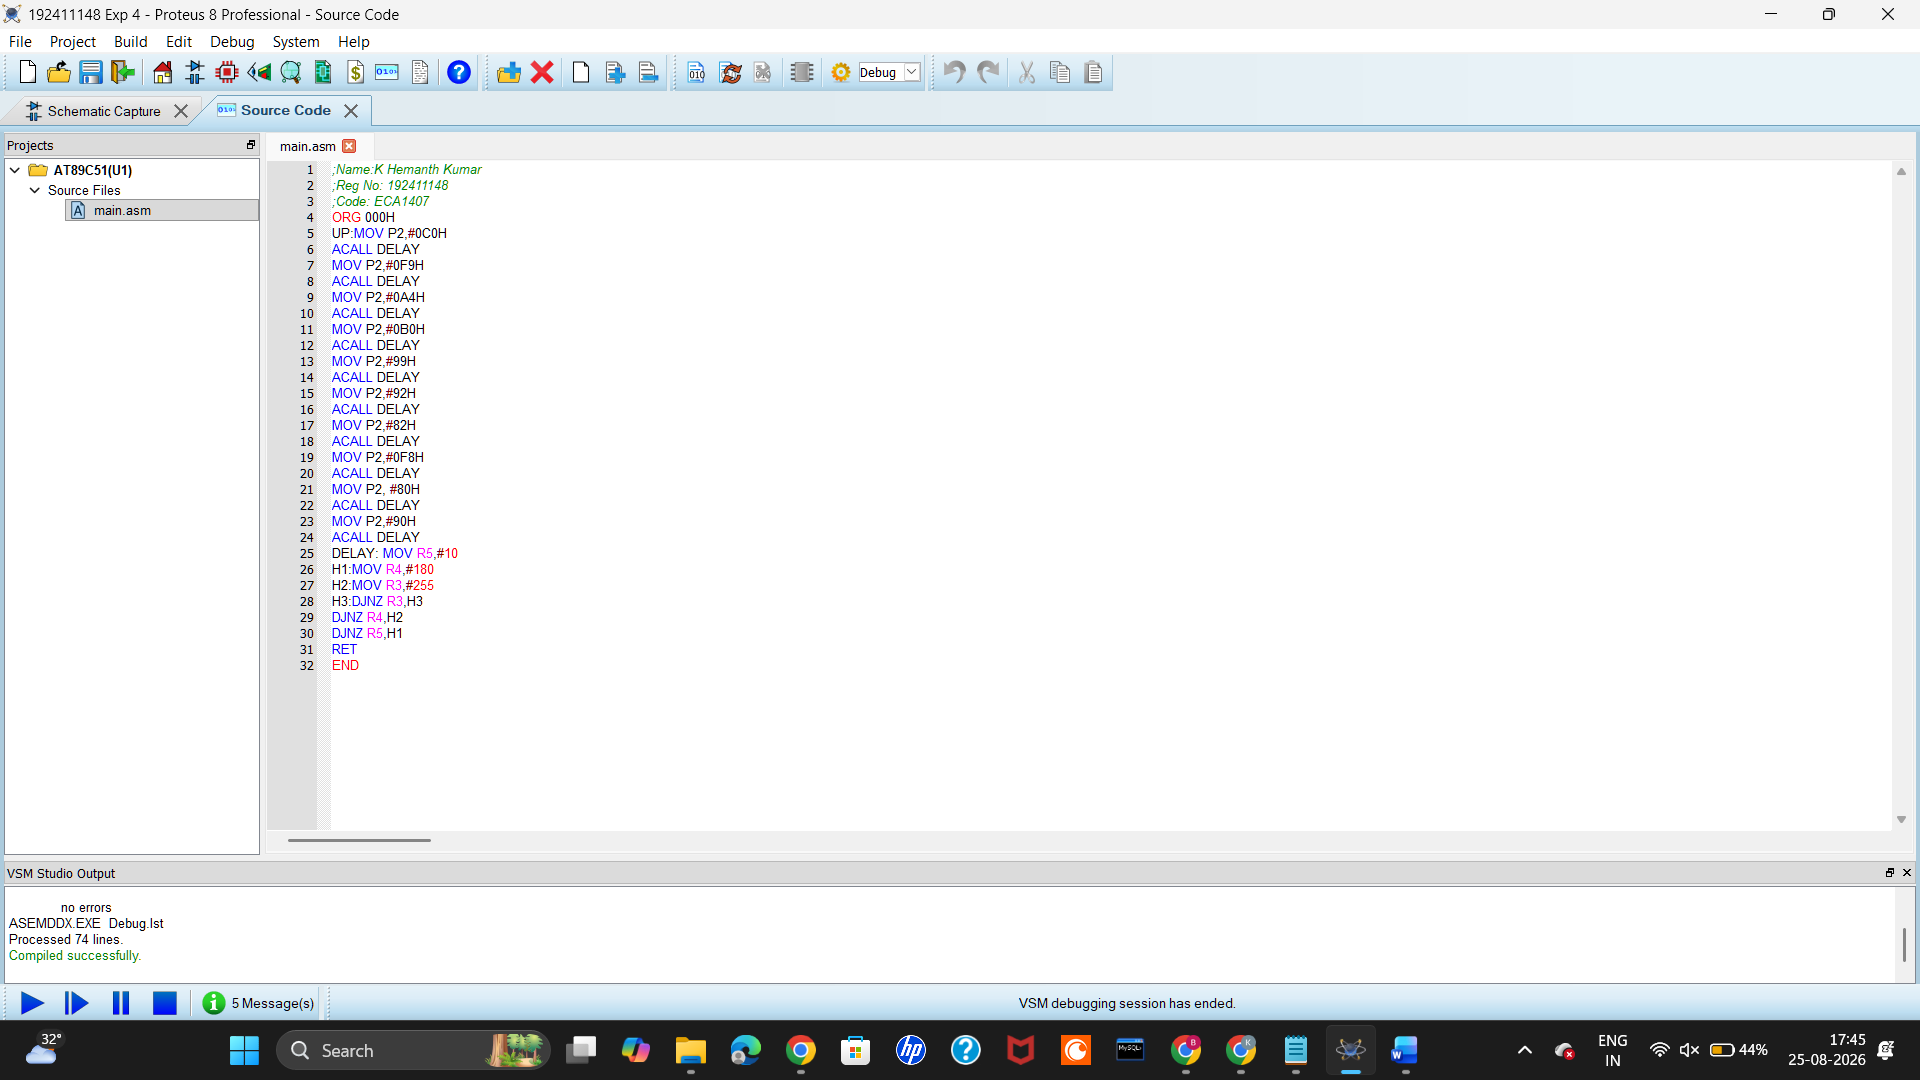 192411148 Exp 4 - Proteus 8 Professional - Source Code
File Project Build Edit Debug System Help
Debug
Schematic Capture Source Code
Projects
AT89C51(U1)
Source Files
main.asm
main.asm
1 ;Name:K Hemanth Kumar
2 ;Reg No: 192411148
3 ;Code: ECA1407
4 ORG 000H
5 UP:MOV P2,#0C0H
6 ACALL DELAY
7 MOV P2,#0F9H
8 ACALL DELAY
9 MOV P2,#0A4H
10 ACALL DELAY
11 MOV P2,#0B0H
12 ACALL DELAY
13 MOV P2,#99H
14 ACALL DELAY
15 MOV P2,#92H
16 ACALL DELAY
17 MOV P2,#82H
18 ACALL DELAY
19 MOV P2,#0F8H
20 ACALL DELAY
21 MOV P2, #80H
22 ACALL DELAY
23 MOV P2,#90H
24 ACALL DELAY
25 DELAY: MOV R5,#10
26 H1:MOV R4,#180
27 H2:MOV R3,#255
28 H3:DJNZ R3,H3
29 DJNZ R4,H2
30 DJNZ R5,H1
31 RET
32 END
VSM Studio Output
no errors
ASEMDDX.EXE Debug.lst
Processed 74 lines.
Compiled successfully.
5 Message(s)
VSM debugging session has ended.
32°
Search
hp
MySQL
ENG
IN
44%
17:45
25-08-2026